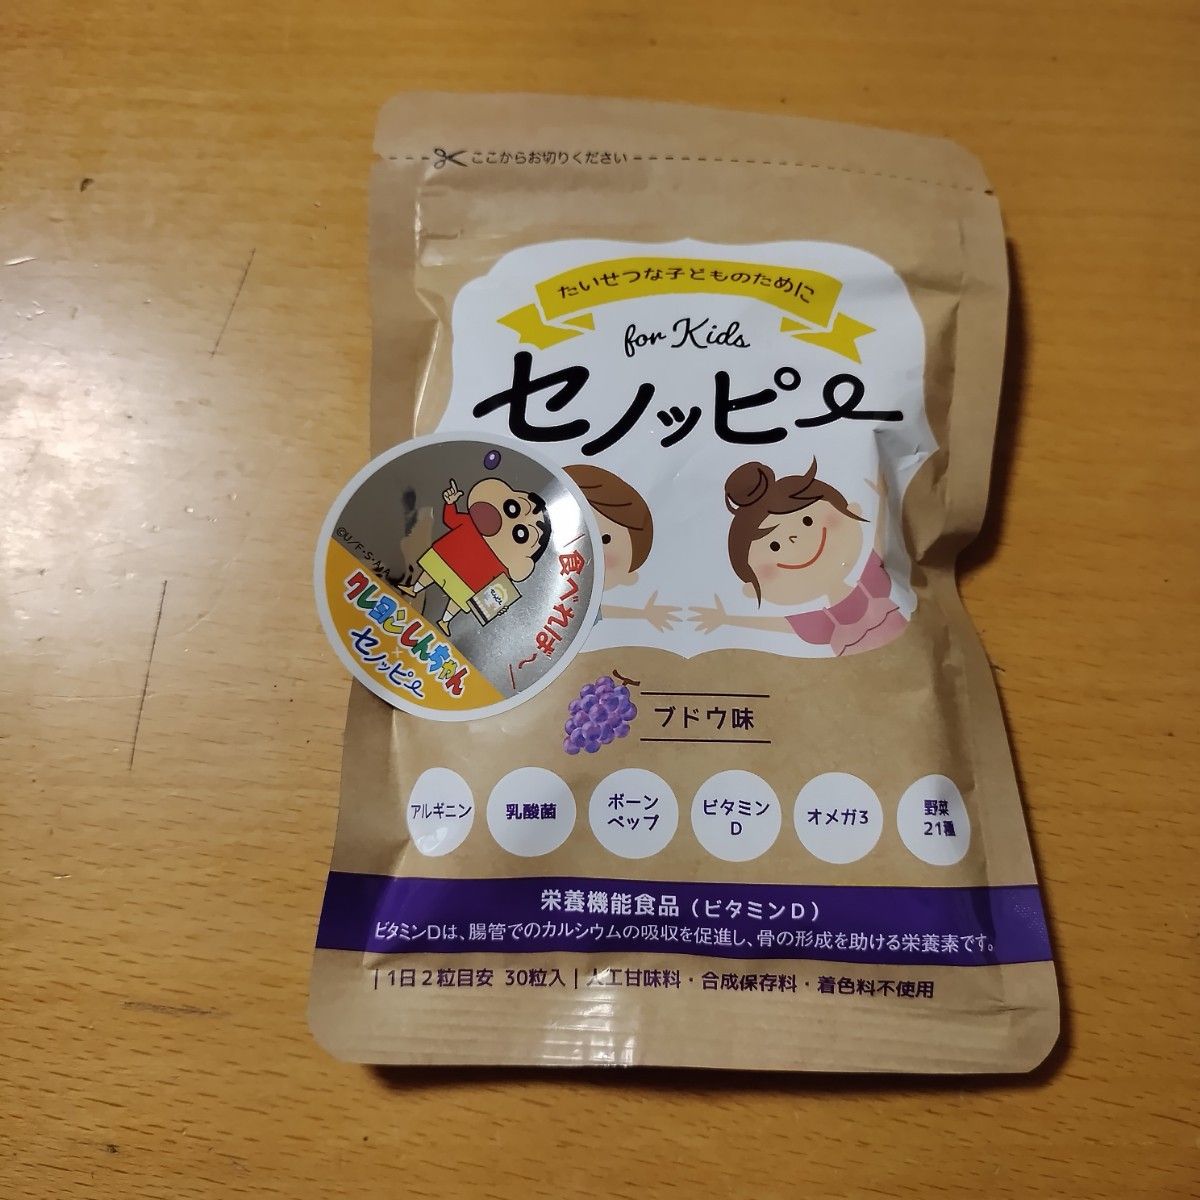 ここからお切りください
たいせつな子どものために
for Kids
セノッピー
©U/F・S・A・A
\食べれば〜/
クレヨンしんちゃん
×
セノッピー
ブドウ味
アルギニン
乳酸菌
ボーン
ペップ
ビタミン
D
オメガ3
野菜
21種
栄養機能食品(ビタミンD)
ビタミンDは、腸管でのカルシウムの吸収を促進し、骨の形成を助ける栄養素です。
|1日2粒目安 30粒入|人工甘味料・合成保存料・着色料不使用